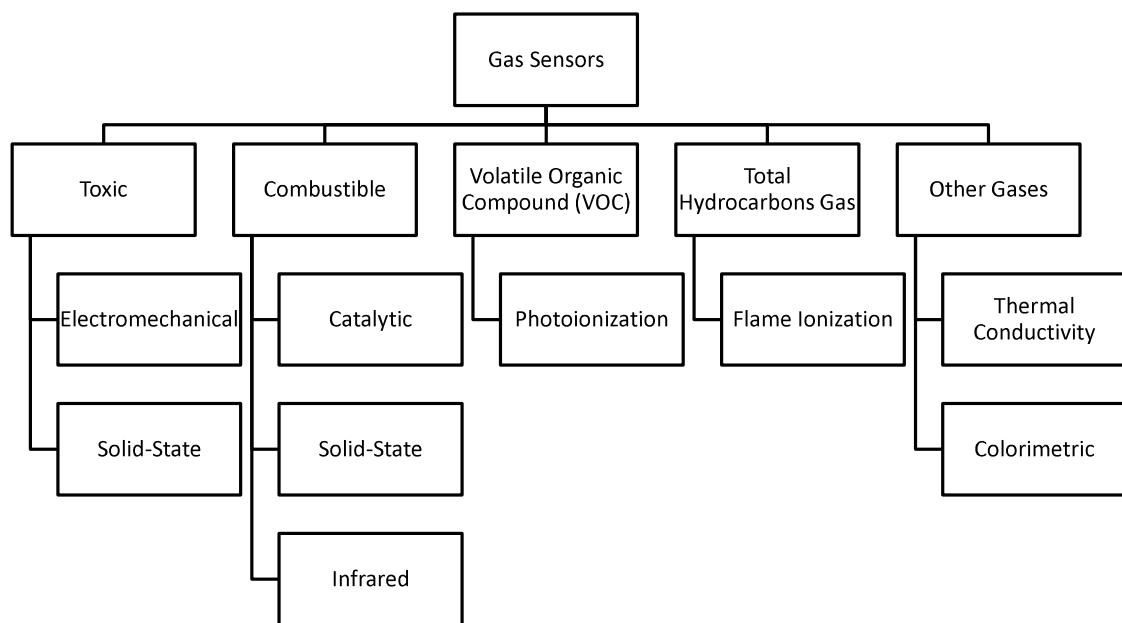 Gas Sensors
Toxic
Combustible
Volatile Organic
Compound (VOC)
Total
Hydrocarbons Gas
Other Gases
Electromechanical
Catalytic
Photoionization
Flame Ionization
Thermal
Conductivity
Solid-State
Solid-State
Colorimetric
Infrared